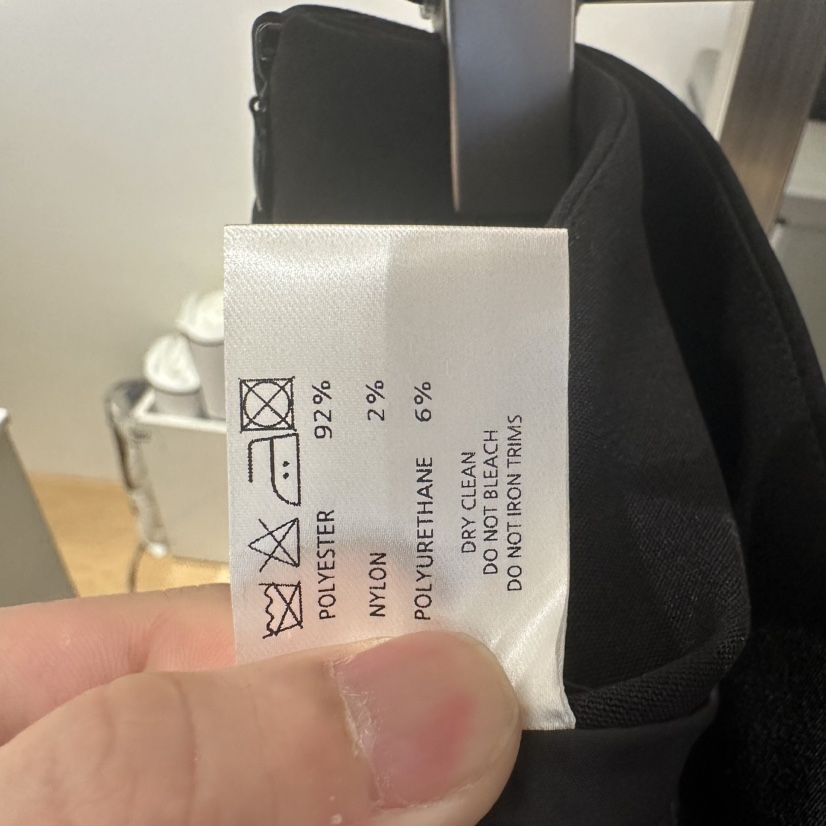 POLYESTER 92%
NYLON 2%
POLYURETHANE 6%
DRY CLEAN
DO NOT BLEACH
DO NOT IRON TRIMS